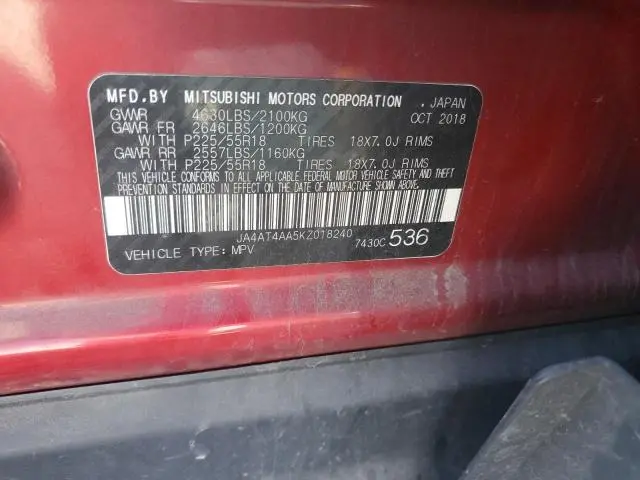 MFD.BY MITSUBISHI MOTORS CORPORATION . JAPAN
GVWR 4630LBS/2100KG OCT 2018
GAWR FR 2646LBS/1200KG
WITH P225/55R18 TIRES 18X7.0J RIMS
GAWR RR 2557LBS/1160KG
WITH P225/55R18 TIRES 18X7.0J RIMS
THIS VEHICLE CONFORMS TO ALL APPLICABLE FEDERAL MOTOR VEHICLE SAFETY, BUMPER AND THEFT PREVENTION
STANDARDS IN EFFECT ON THE DATE OF MANUFACTURE SHOWN ABOVE.
JA4AT4AA5KZ018240
VEHICLE TYPE: MPV 7430C 536